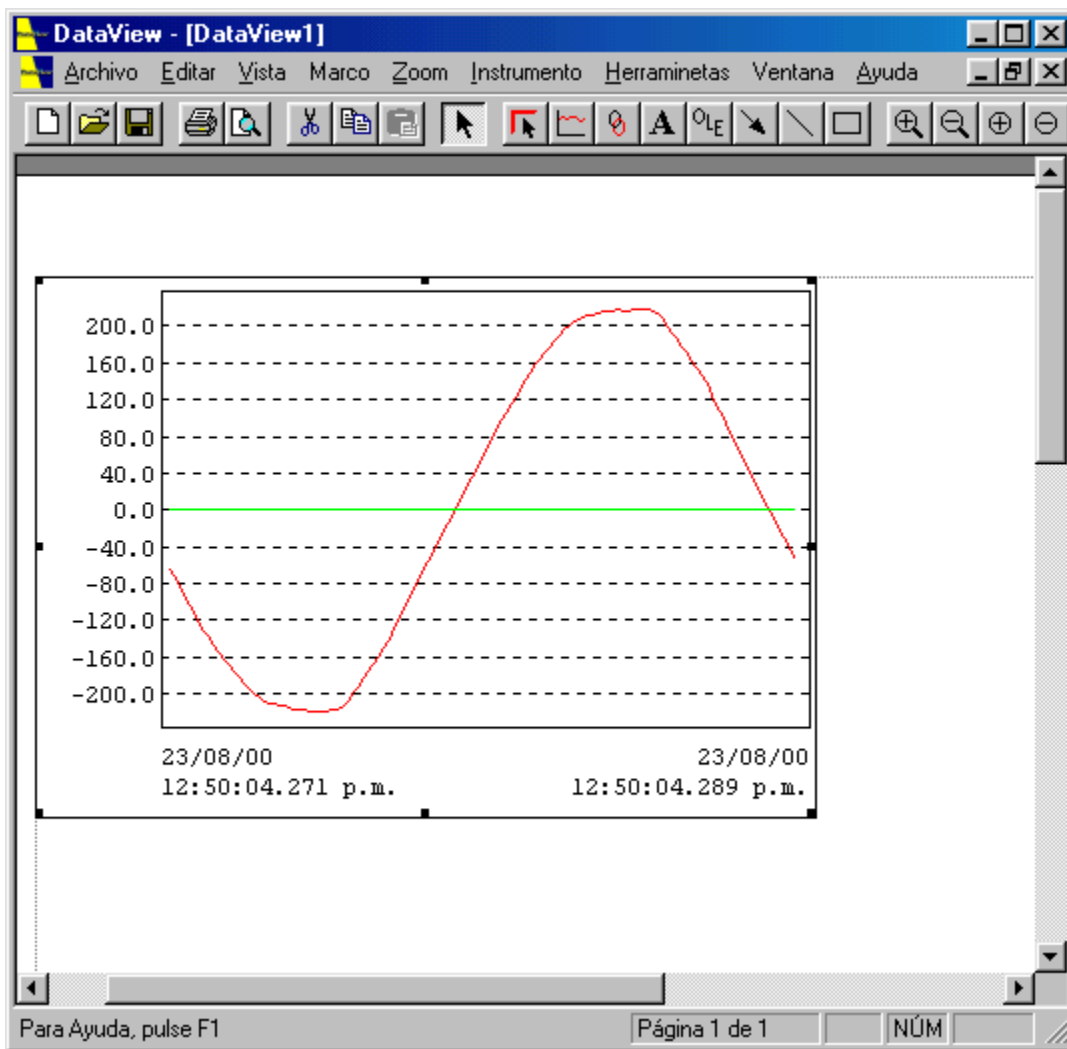 DataView - [DataView1]
Archivo Editar Vista Marco Zoom Instrumento Herraminetas Ventana Ayuda
A OLE
200.0
160.0
120.0
80.0
40.0
0.0
-40.0
-80.0
-120.0
-160.0
-200.0
23/08/00 23/08/00
12:50:04.271 p.m. 12:50:04.289 p.m.
Para Ayuda, pulse F1 Página 1 de 1 NÚM